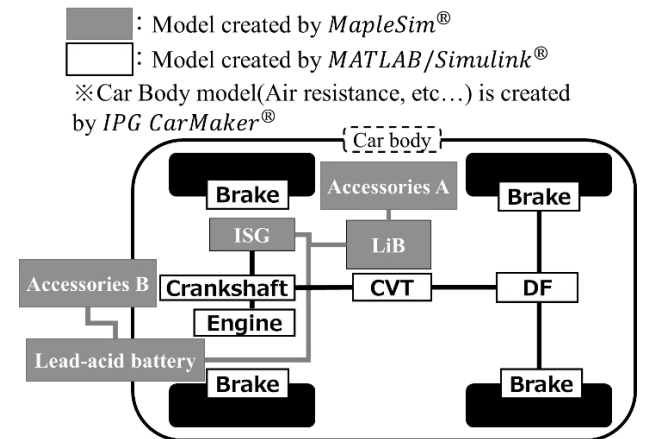 : Model created by MapleSim®
: Model created by MATLAB/Simulink®
※Car Body model(Air resistance, etc…) is created
by IPG CarMaker®
Car body
Brake
Accessories A
Brake
ISG
LiB
Accessories B
Crankshaft
CVT
DF
Engine
Lead-acid battery
Brake
Brake